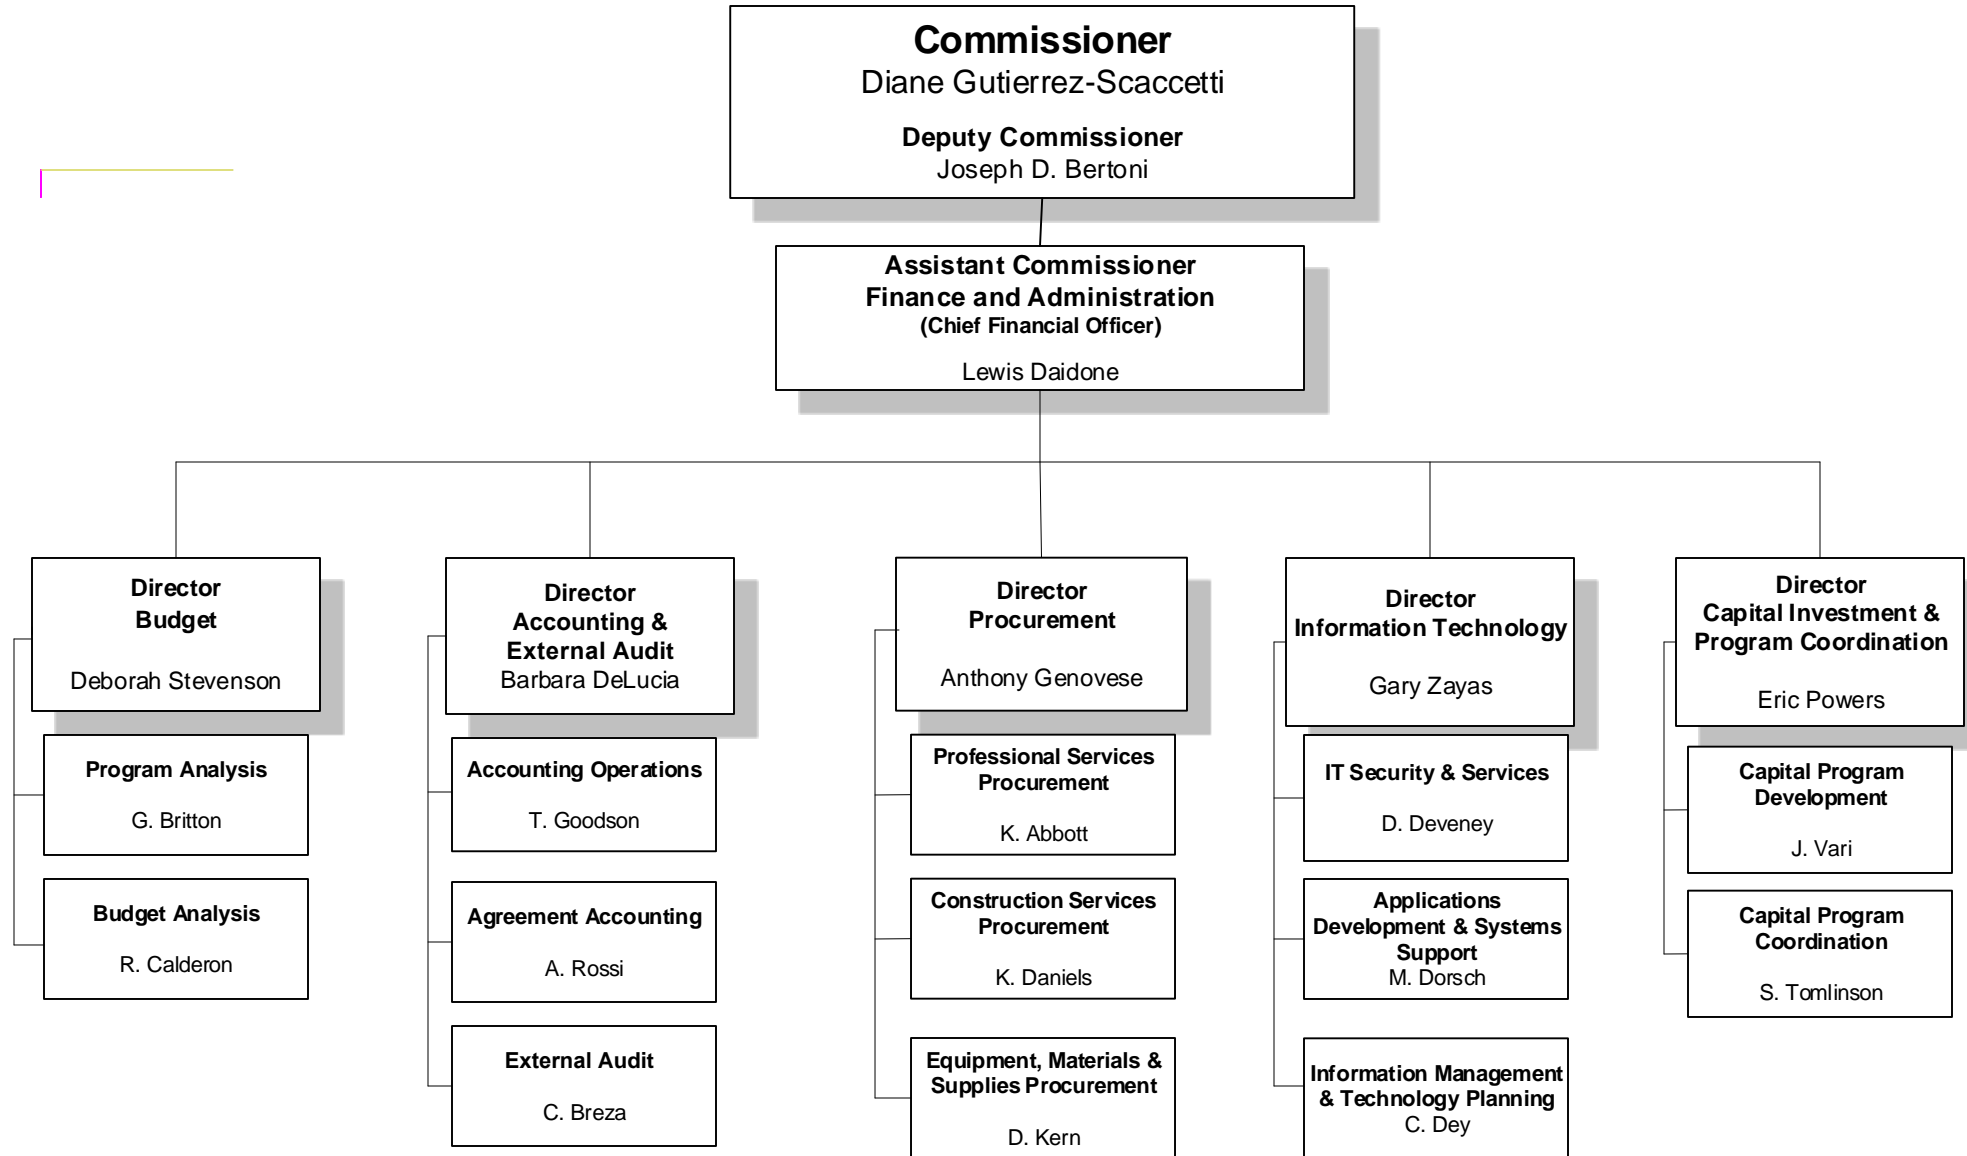 Commissioner
Diane Gutierrez-Scaccetti
Deputy Commissioner
Joseph D. Bertoni
Assistant Commissioner
Finance and Administration
(Chief Financial Officer)
Lewis Daidone
Director
Budget
Deborah Stevenson
Program Analysis
G. Britton
Budget Analysis
R. Calderon
Director
Accounting &
External Audit
Barbara DeLucia
Accounting Operations
T. Goodson
Agreement Accounting
A. Rossi
External Audit
C. Breza
Director
Procurement
Anthony Genovese
Professional Services
Procurement
K. Abbott
Construction Services
Procurement
K. Daniels
Equipment, Materials &
Supplies Procurement
D. Kern
Director
Information Technology
Gary Zayas
IT Security & Services
D. Deveney
Applications
Development & Systems
Support
M. Dorsch
Information Management
& Technology Planning
C. Dey
Director
Capital Investment &
Program Coordination
Eric Powers
Capital Program
Development
J. Vari
Capital Program
Coordination
S. Tomlinson